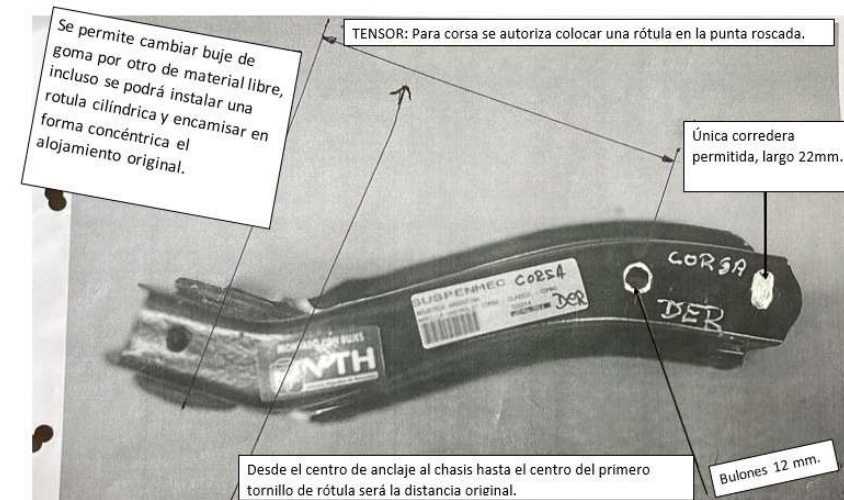 Se permite cambiar buje de
goma por otro de material libre,
incluso se podrá instalar una
rotula cilíndrica y encamisar en
forma concéntrica el
alojamiento original.
TENSOR: Para corsa se autoriza colocar una rótula en la punta roscada.
Única corredera
permitida, largo 22mm.
CORSA
DER
SUSPENMEC CORSA
DER
NTH
Desde el centro de anclaje al chasis hasta el centro del primero
tornillo de rótula será la distancia original.
Bulones 12 mm.